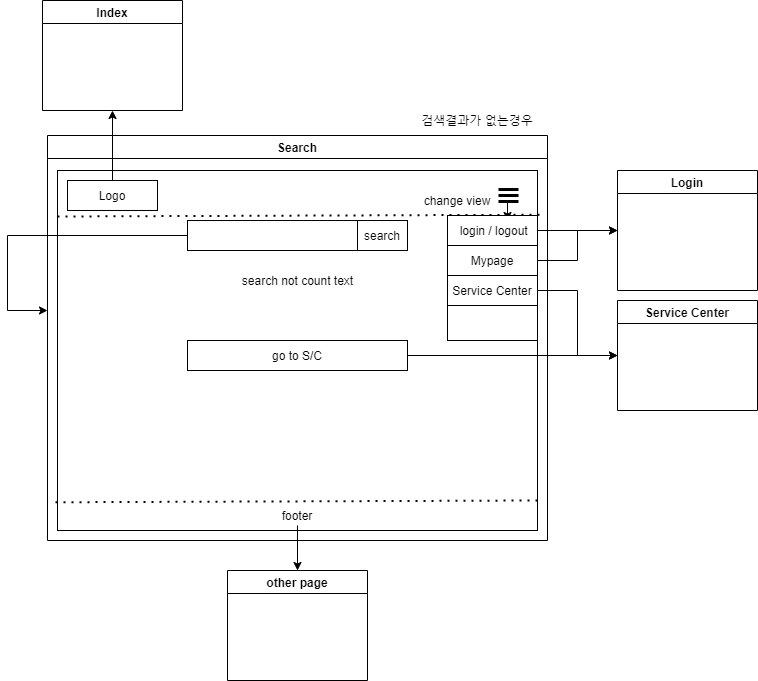 Index
검색결과가 없는경우
Search
Logo
change view
Login
login / logout
search
Mypage
search not count text
Service Center
Service Center
go to S/C
footer
other page